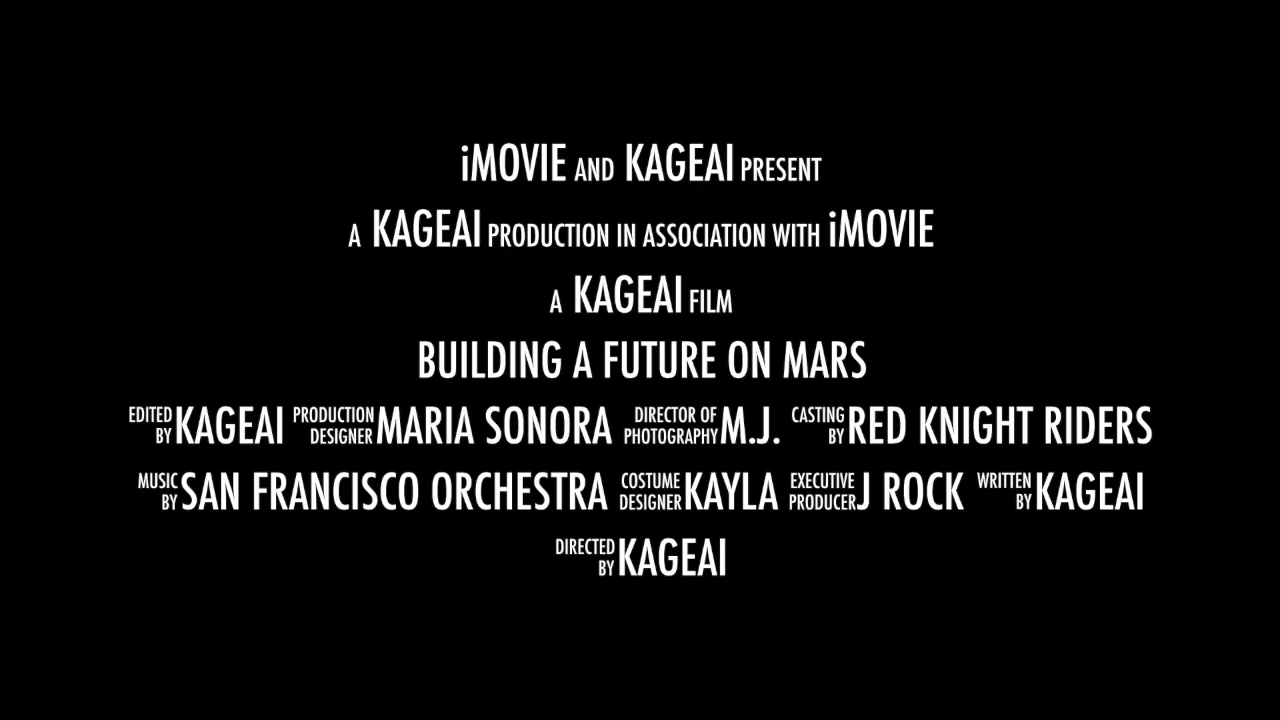 iMOVIE AND KAGEAI PRESENT
A KAGEAI PRODUCTION IN ASSOCIATION WITH iMOVIE
A KAGEAI FILM
BUILDING A FUTURE ON MARS
EDITED BY KAGEAI PRODUCTION DESIGNER MARIA SONORA DIRECTOR OF PHOTOGRAPHY M.J. CASTING BY RED KNIGHT RIDERS
MUSIC BY SAN FRANCISCO ORCHESTRA COSTUME DESIGNER KAYLA EXECUTIVE PRODUCER J ROCK WRITTEN BY KAGEAI
DIRECTED BY KAGEAI